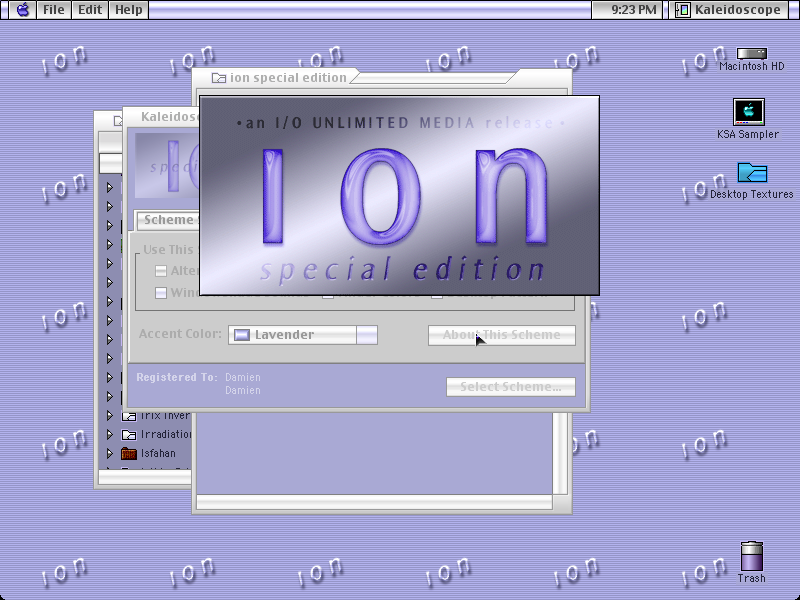 File Edit Help
9:23 PM Kaleidoscope
ion ion ion ion ion ion
Macintosh HD
KSA Sampler
Desktop Textures
ion special edition
•an I/O UNLIMITED MEDIA release•
ion
special edition
Kaleidosc
Scheme
Use This
Alter
Wind
Accent Color: Lavender
About This Scheme
Registered To: Damien
Damien
Select Scheme...
Irix Inver
Irradiation
Isfahan
Trash